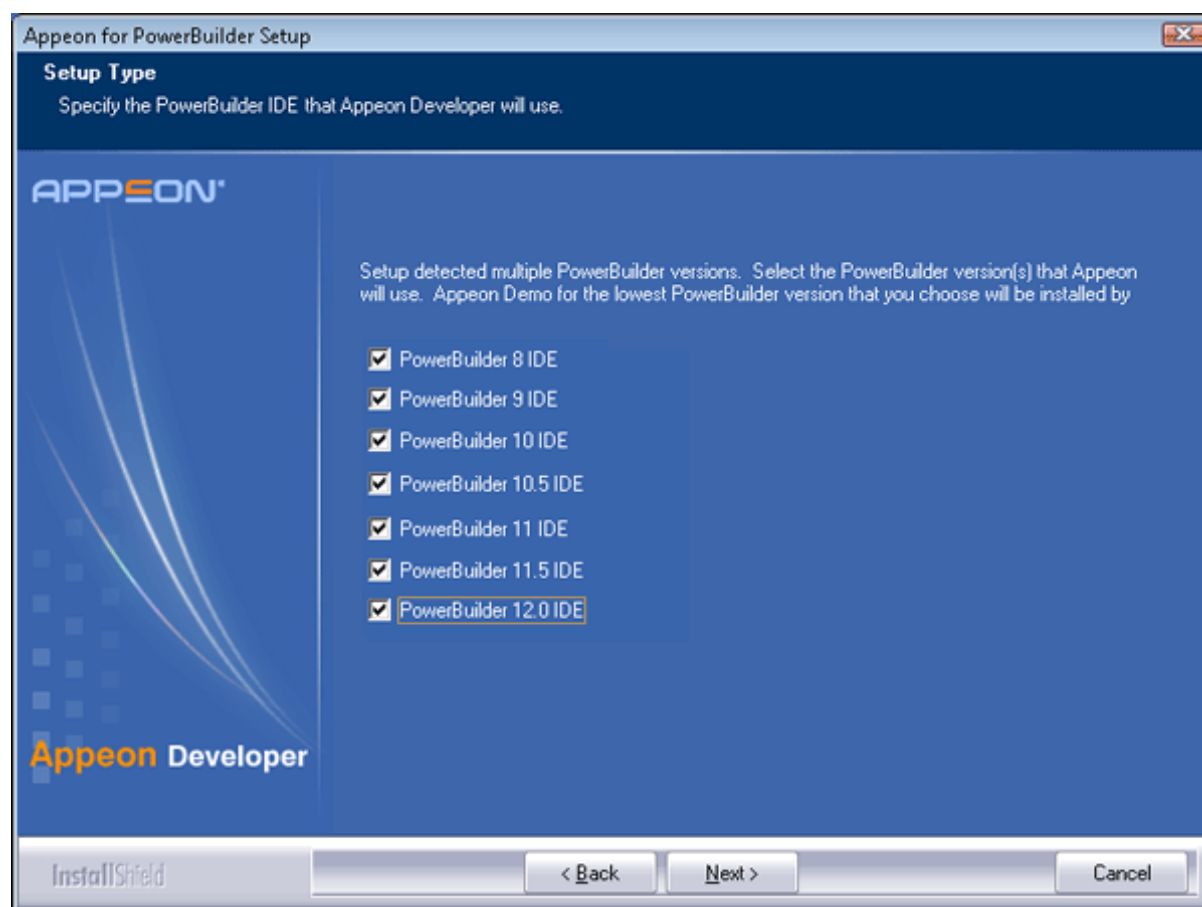 Appeon for PowerBuilder Setup
Setup Type
Specify the PowerBuilder IDE that Appeon Developer will use.
APPEON
Setup detected multiple PowerBuilder versions. Select the PowerBuilder version(s) that Appeon
will use. Appeon Demo for the lowest PowerBuilder version that you choose will be installed by
PowerBuilder 8 IDE
PowerBuilder 9 IDE
PowerBuilder 10 IDE
PowerBuilder 10.5 IDE
PowerBuilder 11 IDE
PowerBuilder 11.5 IDE
PowerBuilder 12.0 IDE
Appeon Developer
InstallShield
< Back
Next >
Cancel